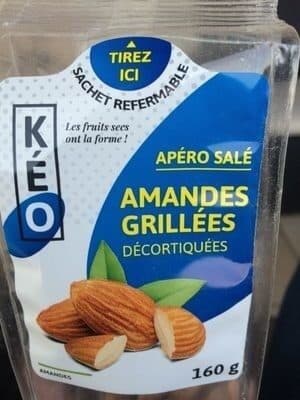 TIREZ
ICI
SACHET REFERMABLE
KÉO
Les fruits secs
ont la forme !
APÉRO SALÉ
AMANDES
GRILLÉES
DÉCORTIQUÉES
AMANDES
160 g